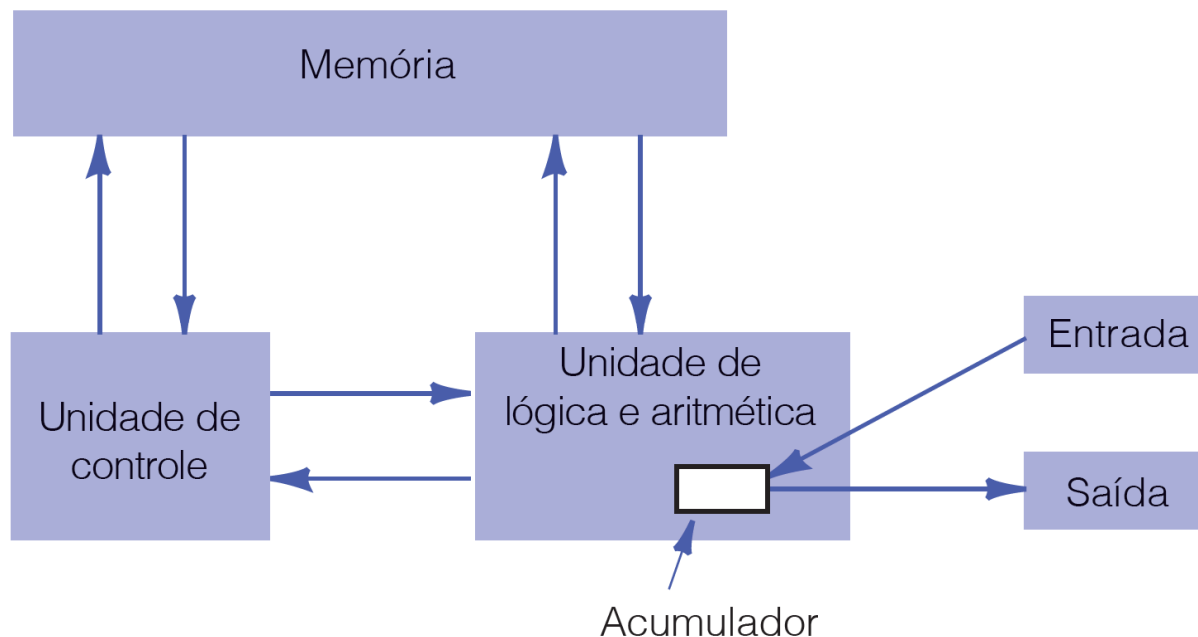 Memória
Unidade de
controle
Unidade de
lógica e aritmética
Entrada
Saída
Acumulador